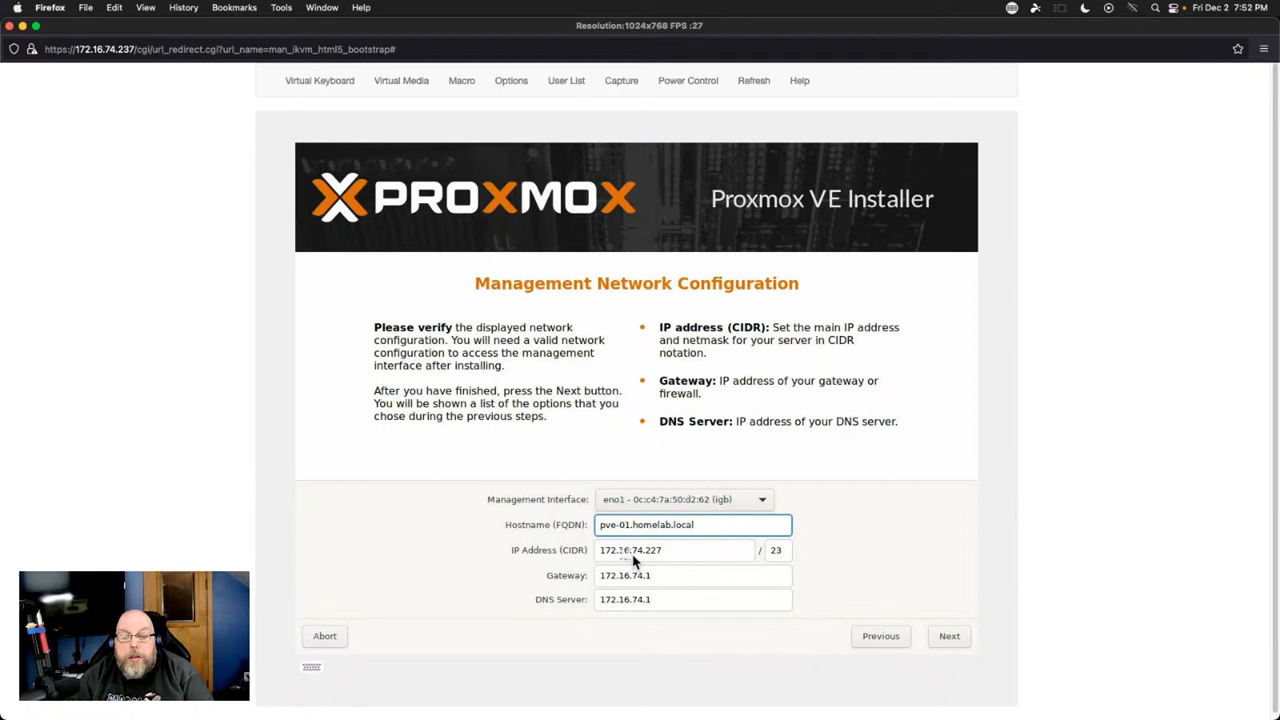 Firefox File Edit View History Bookmarks Tools Window Help Fri Dec 2 7:52 PM
Resolution:1024x768 FPS :27
https://172.16.74.237/cgi/url_redirect.cgi?url_name=man_ikvm_html5_bootstrap#
Virtual Keyboard Virtual Media Macro Options User List Capture Power Control Refresh Help
PROXMOX Proxmox VE Installer
Management Network Configuration
Please verify the displayed network
configuration. You will need a valid network
configuration to access the management
interface after installing.
After you have finished, press the Next button.
You will be shown a list of the options that you
chose during the previous steps.
IP address (CIDR): Set the main IP address
and netmask for your server in CIDR
notation.
Gateway: IP address of your gateway or
firewall.
DNS Server: IP address of your DNS server.
Management Interface: eno1 - 0c:c4:7a:50:d2:62 (igb)
Hostname (FQDN): pve-01.homelab.local
IP Address (CIDR) 172.16.74.227 / 23
Gateway: 172.16.74.1
DNS Server: 172.16.74.1
Abort Previous Next